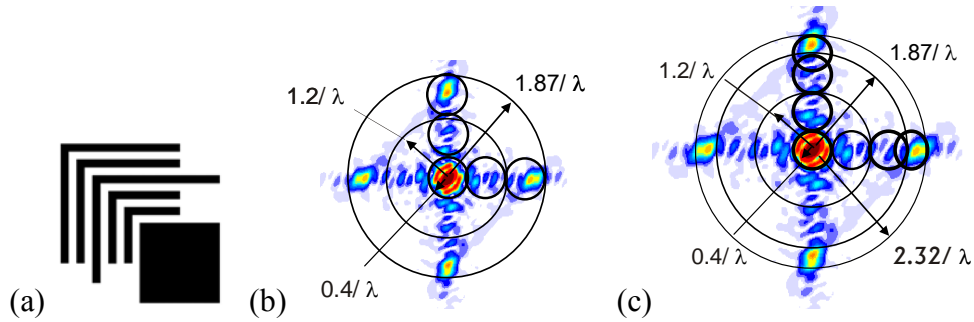 (a)
(b)
1.2/ λ
1.87/ λ
0.4/ λ
(c)
1.2/ λ
1.87/ λ
0.4/ λ
2.32/ λ